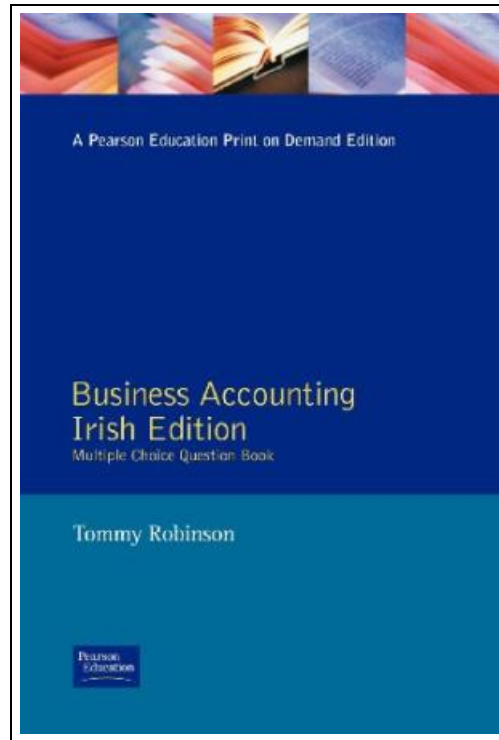 A Pearson Education Print on Demand Edition
Business Accounting
Irish Edition
Multiple Choice Question Book
Tommy Robinson
Pearson
Education